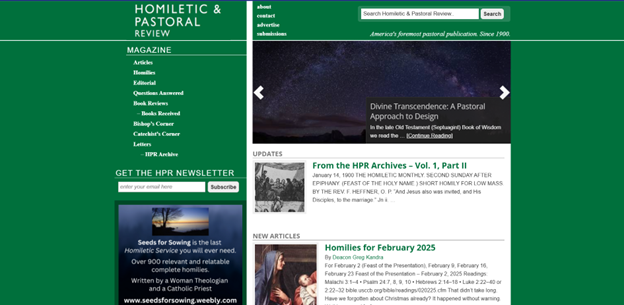 HOMILETIC &
PASTORAL
REVIEW
MAGAZINE
Articles
Homilies
Editorial
Questions Answered
Book Reviews
– Books Received
Bishop's Corner
Catechist's Corner
Letters
– HPR Archive
GET THE HPR NEWSLETTER
enter your email here
Subscribe
Seeds for Sowing is the last
Homiletic Service you will ever need.
Over 900 relevant and relatable
complete homilies.
Written by a Woman Theologian
and a Catholic Priest
www.seedsforsowing.weebly.com
about
contact
advertise
submissions
Search Homiletic & Pastoral Review
Search
America's foremost pastoral publication. Since 1900.
Divine Transcendence: A Pastoral
Approach to Design
In the late Old Testament (Septuagint) Book of Wisdom
we read the ... [Continue Reading]
UPDATES
From the HPR Archives – Vol. 1, Part II
January 14, 1900 THE HOMILETIC MONTHLY. SECOND SUNDAY AFTER
EPIPHANY. (FEAST OF THE HOLY NAME.) SHORT HOMILY FOR LOW MASS
BY THE REV. F. HEFFNER, O. P. "And Jesus also was invited, and His
Disciples, to the marriage."
NEW ARTICLES
Homilies for February 2025
By Deacon Greg Kandra
For February 2 (Feast of the Presentation), February 9, February 16,
February 23 Feast of the Presentation – February 2, 2025 Readings:
Malachi 3:1–4 • Psalm 24:7, 8, 9, 10 • Hebrews 2:14–18 • Luke 2:22–40 or
2:22–32 bible.usccb.org/bible/readings/020225.cfm That didn't take long.
Have we forgotten about Christmas already? It happened without warning